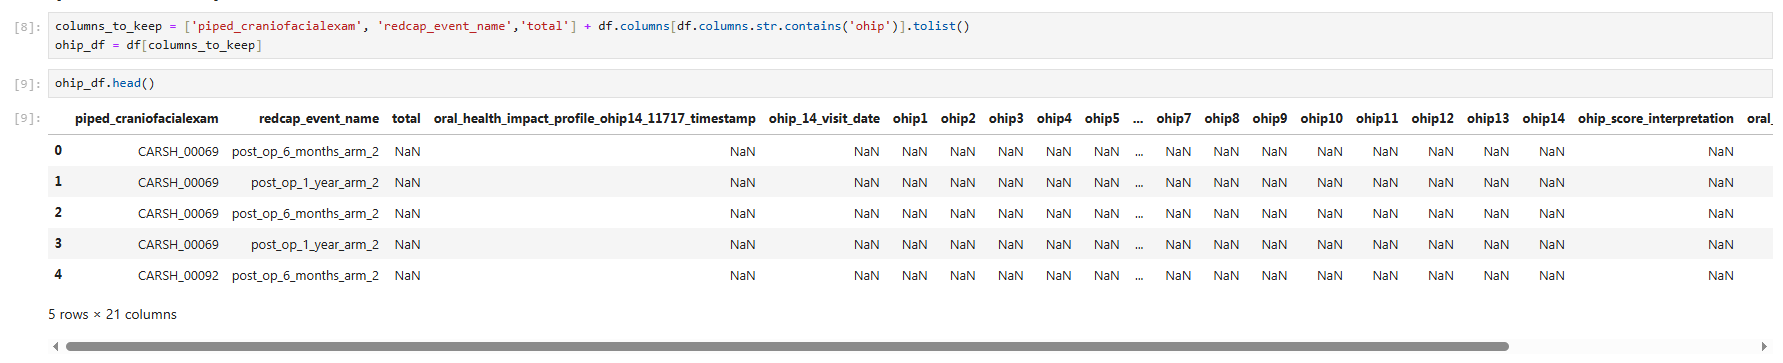 [8]: columns_to_keep = ['piped_craniofacialexam', 'redcap_event_name','total'] + df.columns[df.columns.str.contains('ohip')].tolist()
ohip_df = df[columns_to_keep]
[9]: ohip_df.head()
[9]: piped_craniofacialexam redcap_event_name total oral_health_impact_profile_ohip14_11717_timestamp ohip_14_visit_date ohip1 ohip2 ohip3 ohip4 ohip5 ... ohip7 ohip8 ohip9 ohip10 ohip11 ohip12 ohip13 ohip14 ohip_score_interpretation oral_
0 CARSH_00069 post_op_6_months_arm_2 NaN NaN NaN NaN NaN NaN NaN NaN ... NaN NaN NaN NaN NaN NaN NaN NaN NaN
1 CARSH_00069 post_op_1_year_arm_2 NaN NaN NaN NaN NaN NaN NaN NaN ... NaN NaN NaN NaN NaN NaN NaN NaN NaN
2 CARSH_00069 post_op_6_months_arm_2 NaN NaN NaN NaN NaN NaN NaN NaN ... NaN NaN NaN NaN NaN NaN NaN NaN NaN
3 CARSH_00069 post_op_1_year_arm_2 NaN NaN NaN NaN NaN NaN NaN NaN ... NaN NaN NaN NaN NaN NaN NaN NaN NaN
4 CARSH_00092 post_op_6_months_arm_2 NaN NaN NaN NaN NaN NaN NaN NaN ... NaN NaN NaN NaN NaN NaN NaN NaN NaN
5 rows × 21 columns